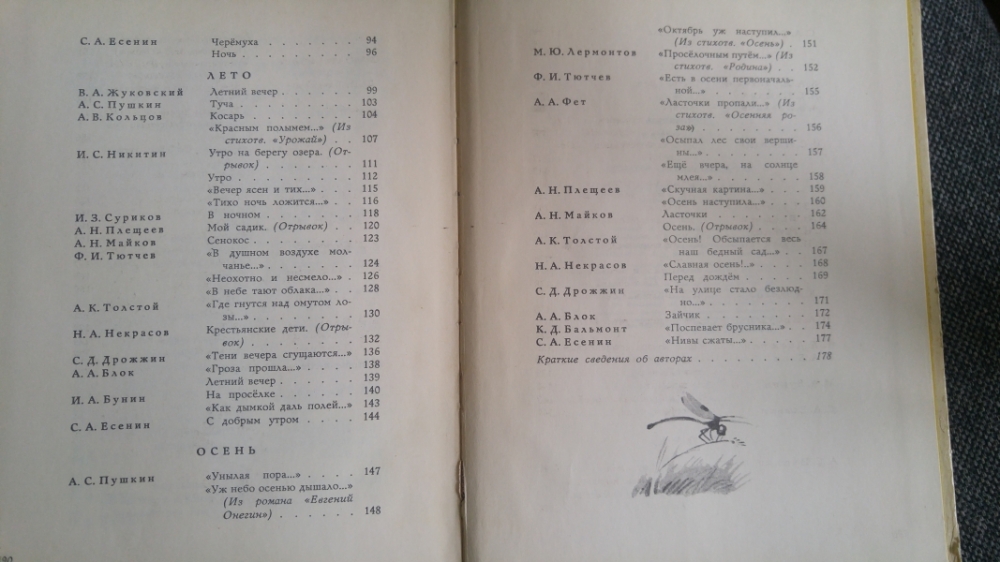 С. А. Есенин Черёмуха . . . . . . . 94
Ночь . . . . . . . . . 96
ЛЕТО
В. А. Жуковский Летний вечер . . . . . . 99
А. С. Пушкин Туча . . . . . . . . . 103
А. В. Кольцов Косарь . . . . . . . . 104
«Красным полымем...» (Из
стихотв. «Урожай») . . 107
И. С. Никитин Утро на берегу озера. (От-
рывок) . . . . . . . . 111
Утро . . . . . . . . . 112
«Вечер ясен и тих...» . . . 115
«Тихо ночь ложится...» . . 116
И. З. Суриков В ночном . . . . . . . 118
А. Н. Плещеев Мой садик. (Отрывок) . . 120
А. Н. Майков Сенокос . . . . . . . . 123
Ф. И. Тютчев «В душном воздухе мол-
чанье...» . . . . . . . 124
«Неохотно и несмело...» . . 126
«В небе тают облака...» . . 128
А. К. Толстой «Где гнутся над омутом ло-
зы...» . . . . . . . . 130
Н. А. Некрасов Крестьянские дети. (Отры-
вок) . . . . . . . . . 132
С. Д. Дрожжин «Тени вечера сгущаются...» . 136
А. А. Блок «Гроза прошла...» . . . . 138
Летний вечер . . . . . . 139
И. А. Бунин На просёлке . . . . . . 140
«Как дымкой даль полей...» 143
С. А. Есенин С добрым утром . . . . 144
ОСЕНЬ
А. С. Пушкин «Унылая пора...» . . . . 147
«Уж небо осенью дышало...»
(Из романа «Евгений
Онегин») . . . . . . . 148
«Октябрь уж наступил...»
(Из стихотв. «Осень») . 151
М. Ю. Лермонтов «Просёлочным путём...» (Из
стихотв. «Родина») . . 152
Ф. И. Тютчев «Есть в осени первоначаль-
ной...» . . . . . . . . 155
А. А. Фет «Ласточки пропали...» (Из
стихотв. «Осенняя ро-
за») . . . . . . . . 156
«Осыпал лес свои верши-
ны...» . . . . . . . . 157
«Ещё вчера, на солнце
млея...» . . . . . . . 158
А. Н. Плещеев «Скучная картина...» . . . 159
«Осень наступила...» . . . 160
А. Н. Майков Ласточки . . . . . . . 162
Осень. (Отрывок) . . . . 164
А. К. Толстой «Осень! Обсыпается весь
наш бедный сад...» . . 167
Н. А. Некрасов «Славная осень!..» . . . . 168
Перед дождём . . . . . 169
С. Д. Дрожжин «На улице стало безлюд-
но...» . . . . . . . . 171
А. А. Блок Зайчик . . . . . . . . 172
К. Д. Бальмонт «Поспевает брусника...» . . 174
С. А. Есенин «Нивы сжаты...» . . . . . 177
Краткие сведения об авторах . . . . . . . . . 178